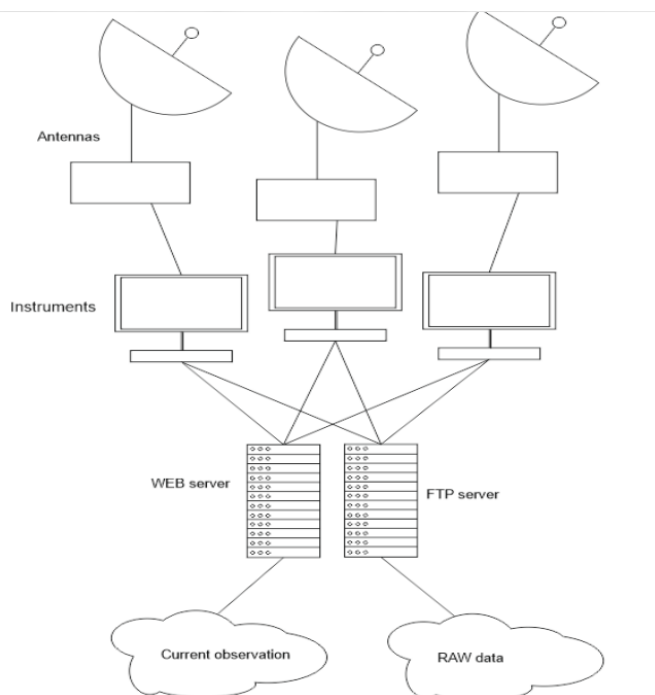 Antennas
Instruments
WEB server
FTP server
Current observation
RAW data